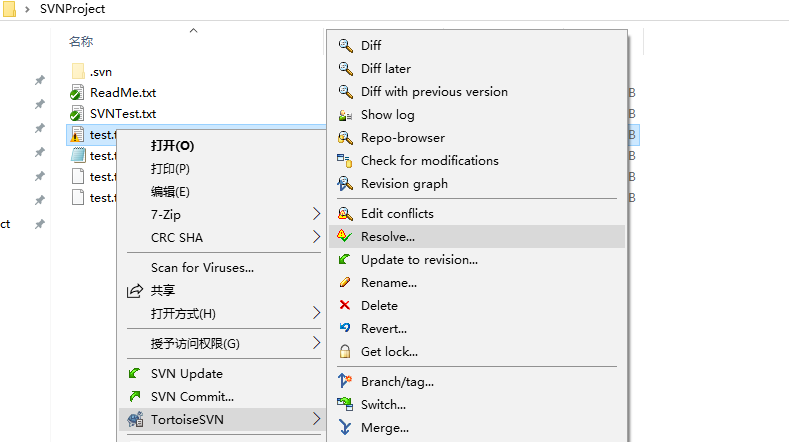 SVNProject
名称
.svn
ReadMe.txt
SVNTest.txt
test.t
test.t
test.t
test.t
ct
B
B
B
B
B
B
打开(O)
打印(P)
编辑(E)
7-Zip
CRC SHA
Scan for Viruses...
共享
打开方式(H)
授予访问权限(G)
SVN Update
SVN Commit...
TortoiseSVN
Diff
Diff later
Diff with previous version
Show log
Repo-browser
Check for modifications
Revision graph
Edit conflicts
Resolve...
Update to revision...
Rename...
Delete
Revert...
Get lock...
Branch/tag...
Switch...
Merge...